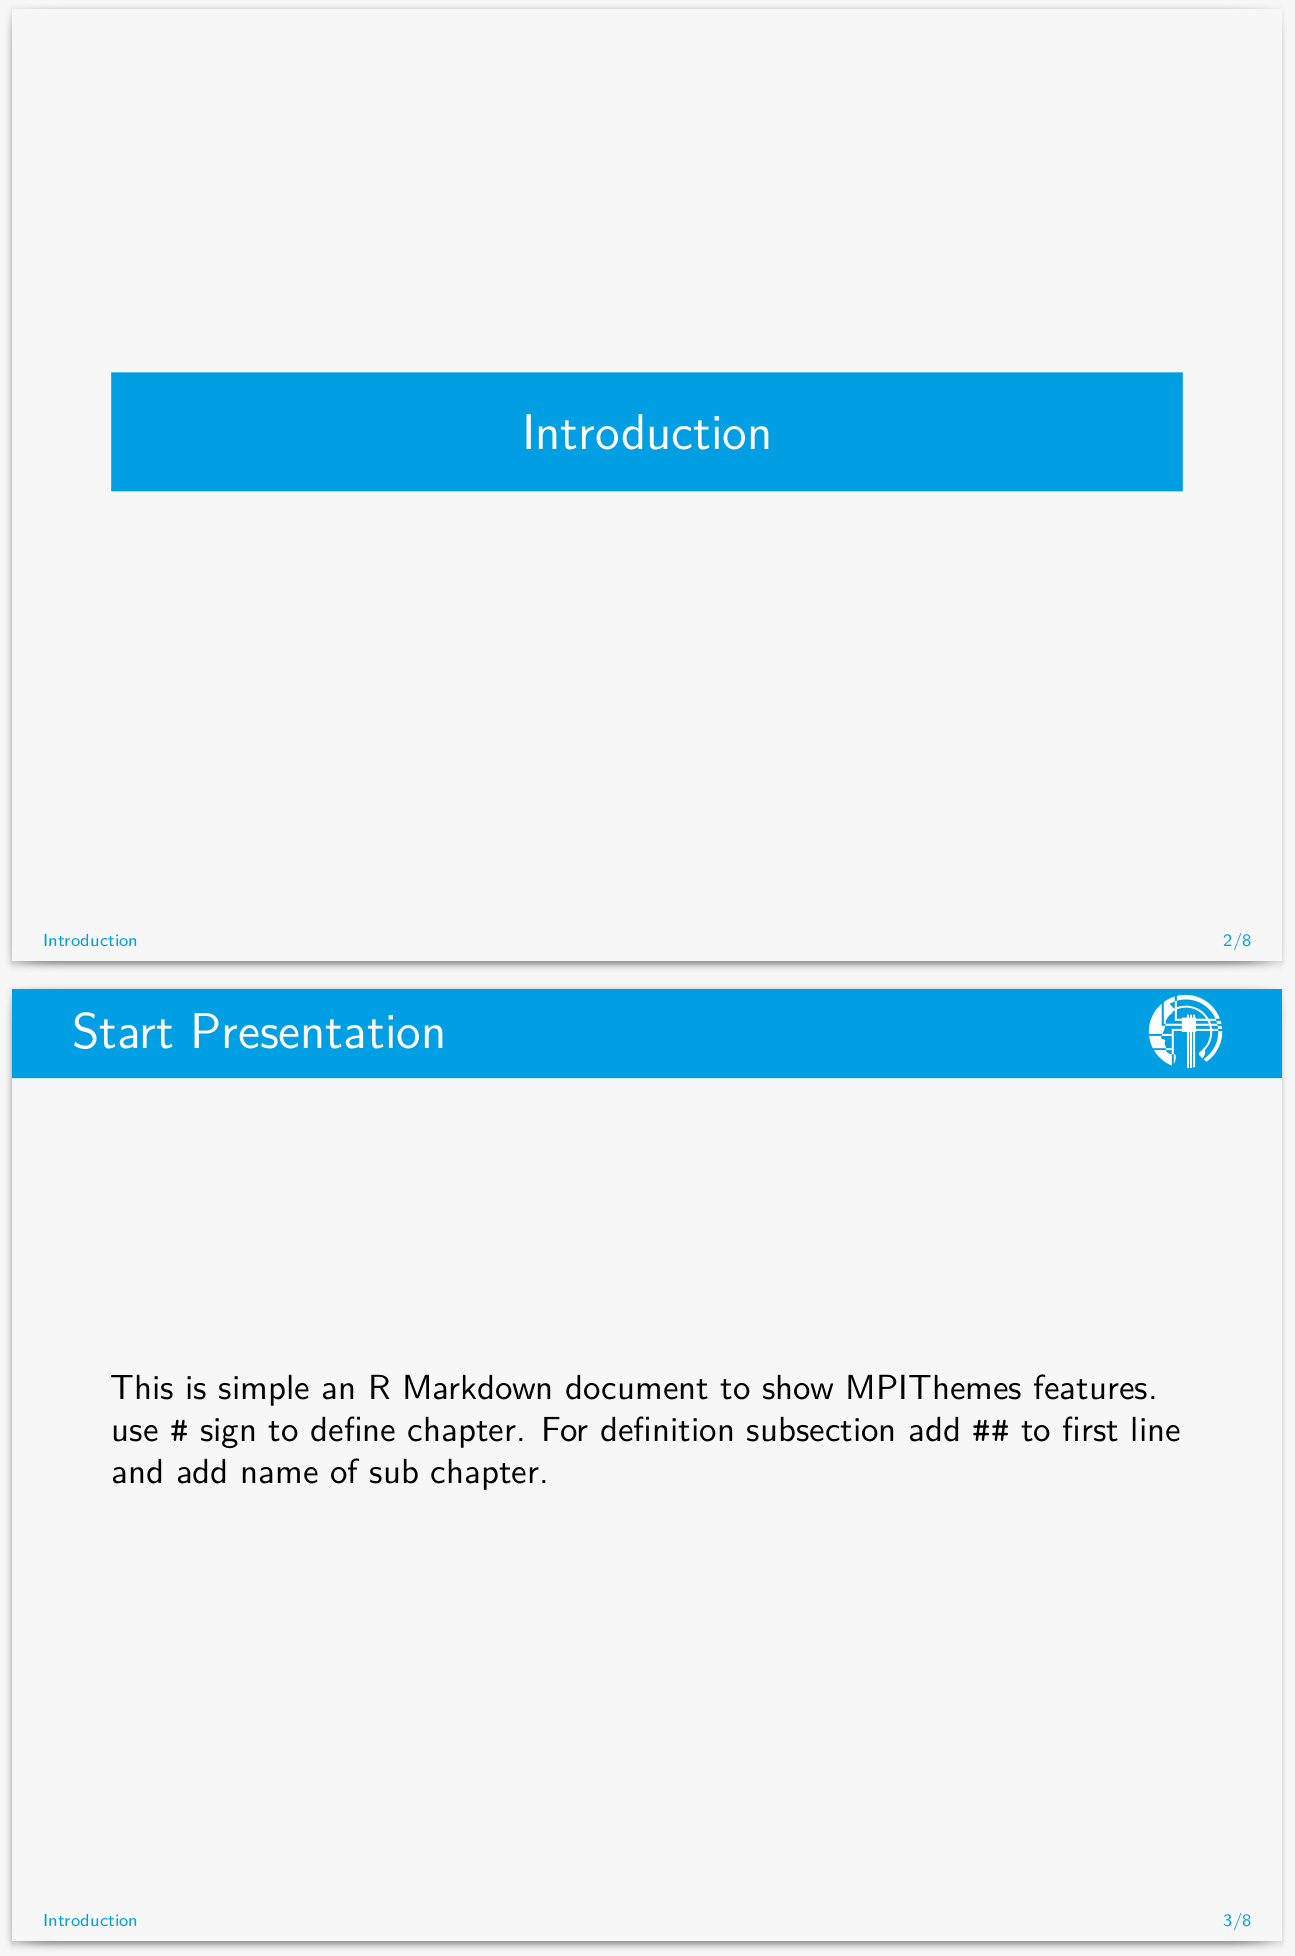 Introduction
Introduction
2/8
Start Presentation
This is simple an R Markdown document to show MPIThemes features.
use # sign to define chapter. For definition subsection add ## to first line
and add name of sub chapter.
Introduction
3/8